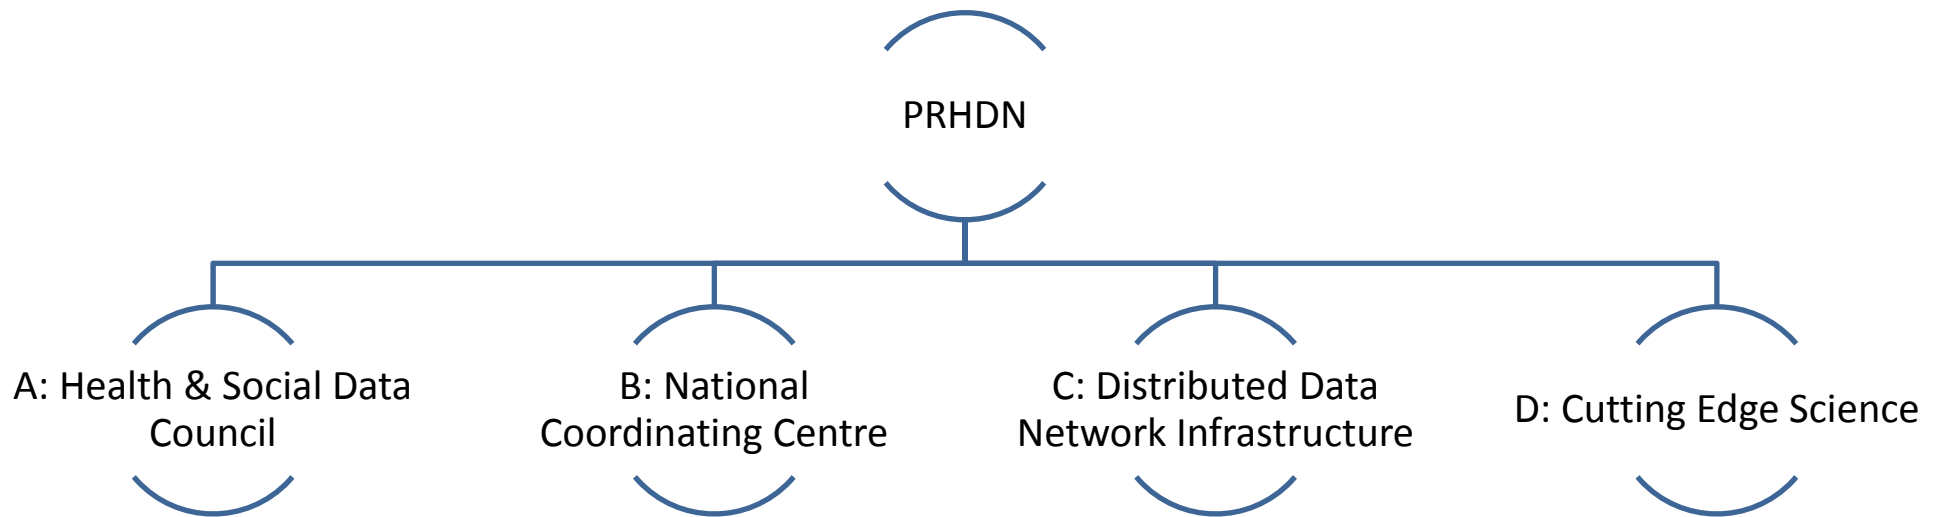 PRHDN
A: Health & Social Data
Council
B: National
Coordinating Centre
C: Distributed Data
Network Infrastructure
D: Cutting Edge Science